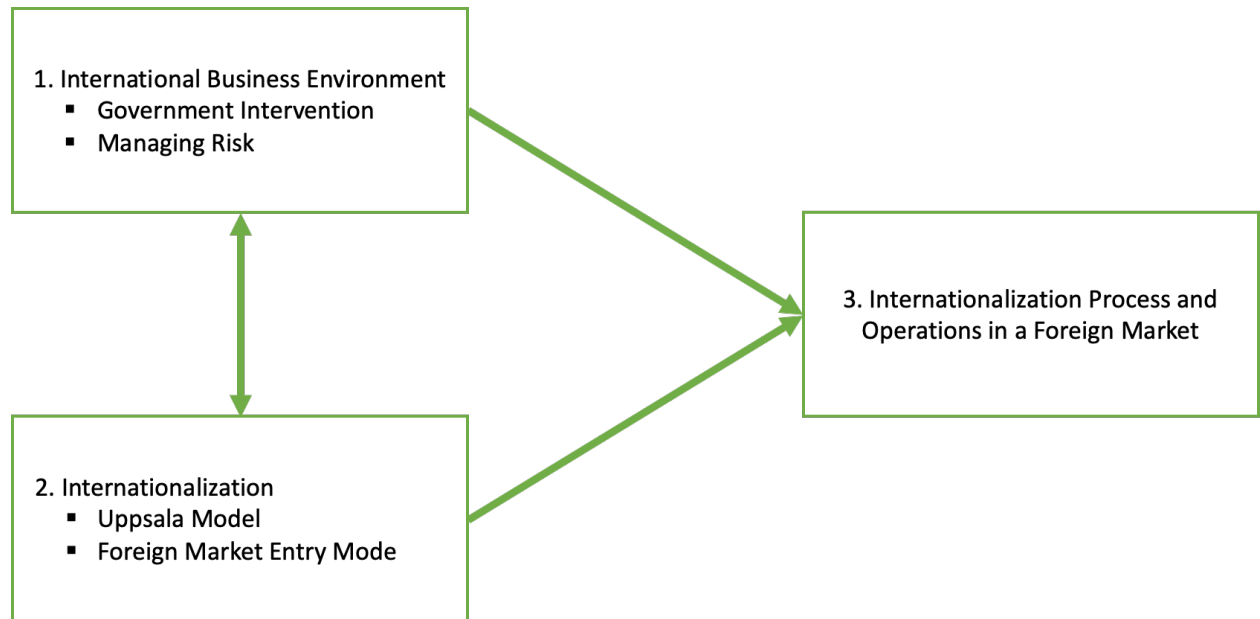 1. International Business Environment
▪ Government Intervention
▪ Managing Risk
3. Internationalization Process and
Operations in a Foreign Market
2. Internationalization
▪ Uppsala Model
▪ Foreign Market Entry Mode